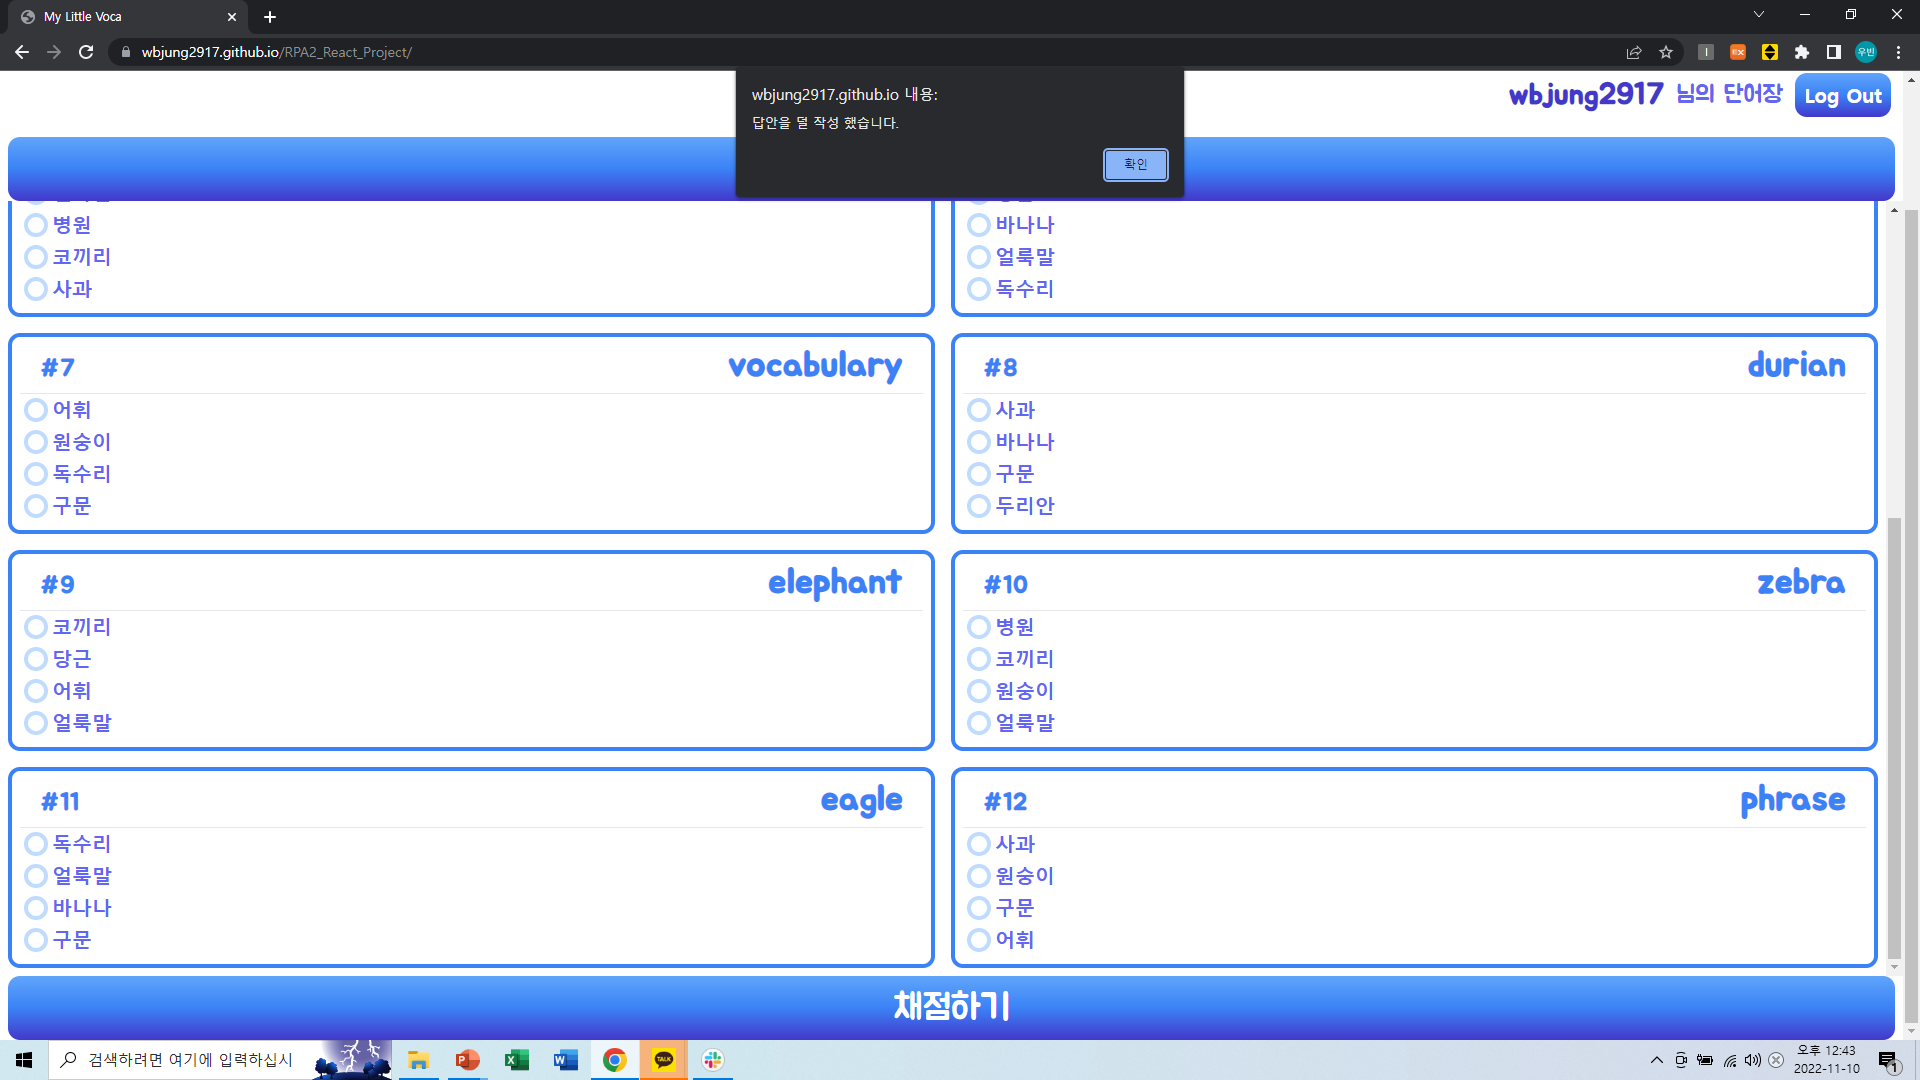 My Little Voca
wbjung2917.github.io/RPA2_React_Project/
우빈
wbjung2917.github.io 내용:
답안을 덜 작성 했습니다.
확인
wbjung2917 님의 단어장
Log Out
병원
코끼리
사과
바나나
얼룩말
독수리
#7 vocabulary
어휘
원숭이
독수리
구문
#8 durian
사과
바나나
구문
두리안
#9 elephant
코끼리
당근
어휘
얼룩말
#10 zebra
병원
코끼리
원숭이
얼룩말
#11 eagle
독수리
얼룩말
바나나
구문
#12 phrase
사과
원숭이
구문
어휘
채점하기
검색하려면 여기에 입력하십시
TALK
오후 12:43
2022-11-10
1